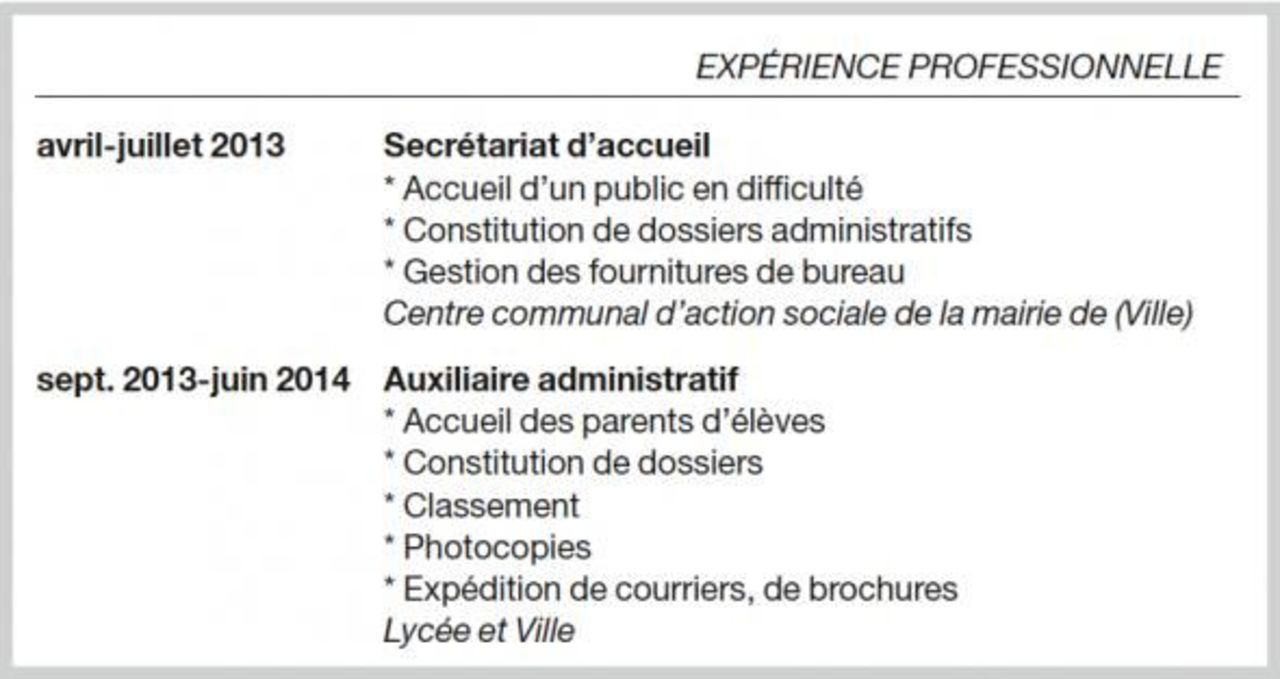 EXPÉRIENCE PROFESSIONNELLE
avril-juillet 2013 Secrétariat d’accueil
* Accueil d’un public en difficulté
* Constitution de dossiers administratifs
* Gestion des fournitures de bureau
Centre communal d’action sociale de la mairie de (Ville)
sept. 2013-juin 2014 Auxiliaire administratif
* Accueil des parents d’élèves
* Constitution de dossiers
* Classement
* Photocopies
* Expédition de courriers, de brochures
Lycée et Ville